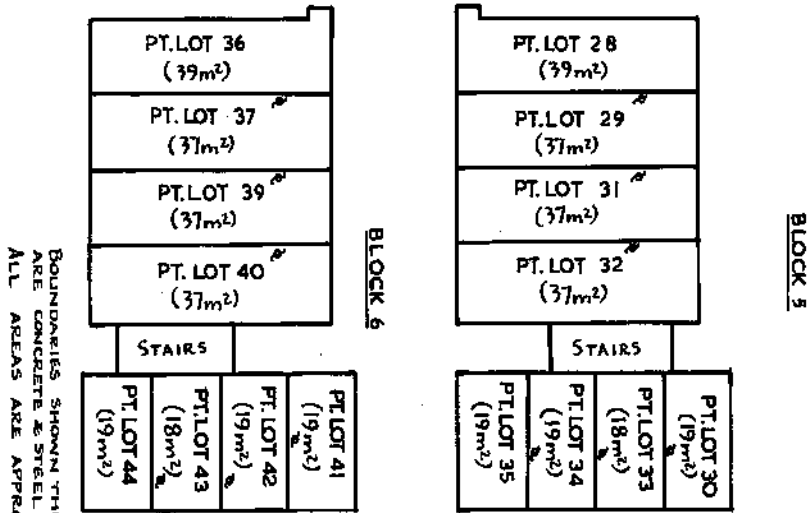 PT. LOT 36
(39m²)
PT. LOT 37
(37m²)
PT. LOT 39
(37m²)
PT. LOT 40
(37m²)
STAIRS
PT. LOT 44
(19m²)
PT. LOT 43
(18m²)
PT. LOT 42
(19m²)
PT. LOT 41
(19m²)
BLOCK 6
PT. LOT 28
(39m²)
PT. LOT 29
(37m²)
PT. LOT 31
(37m²)
PT. LOT 32
(37m²)
STAIRS
PT. LOT 35
(19m²)
PT. LOT 34
(19m²)
PT. LOT 33
(18m²)
PT. LOT 30
(19m²)
BLOCK 5
BOUNDARIES SHOWN
ARE CONCRETE & STEEL
ALL AREAS ARE